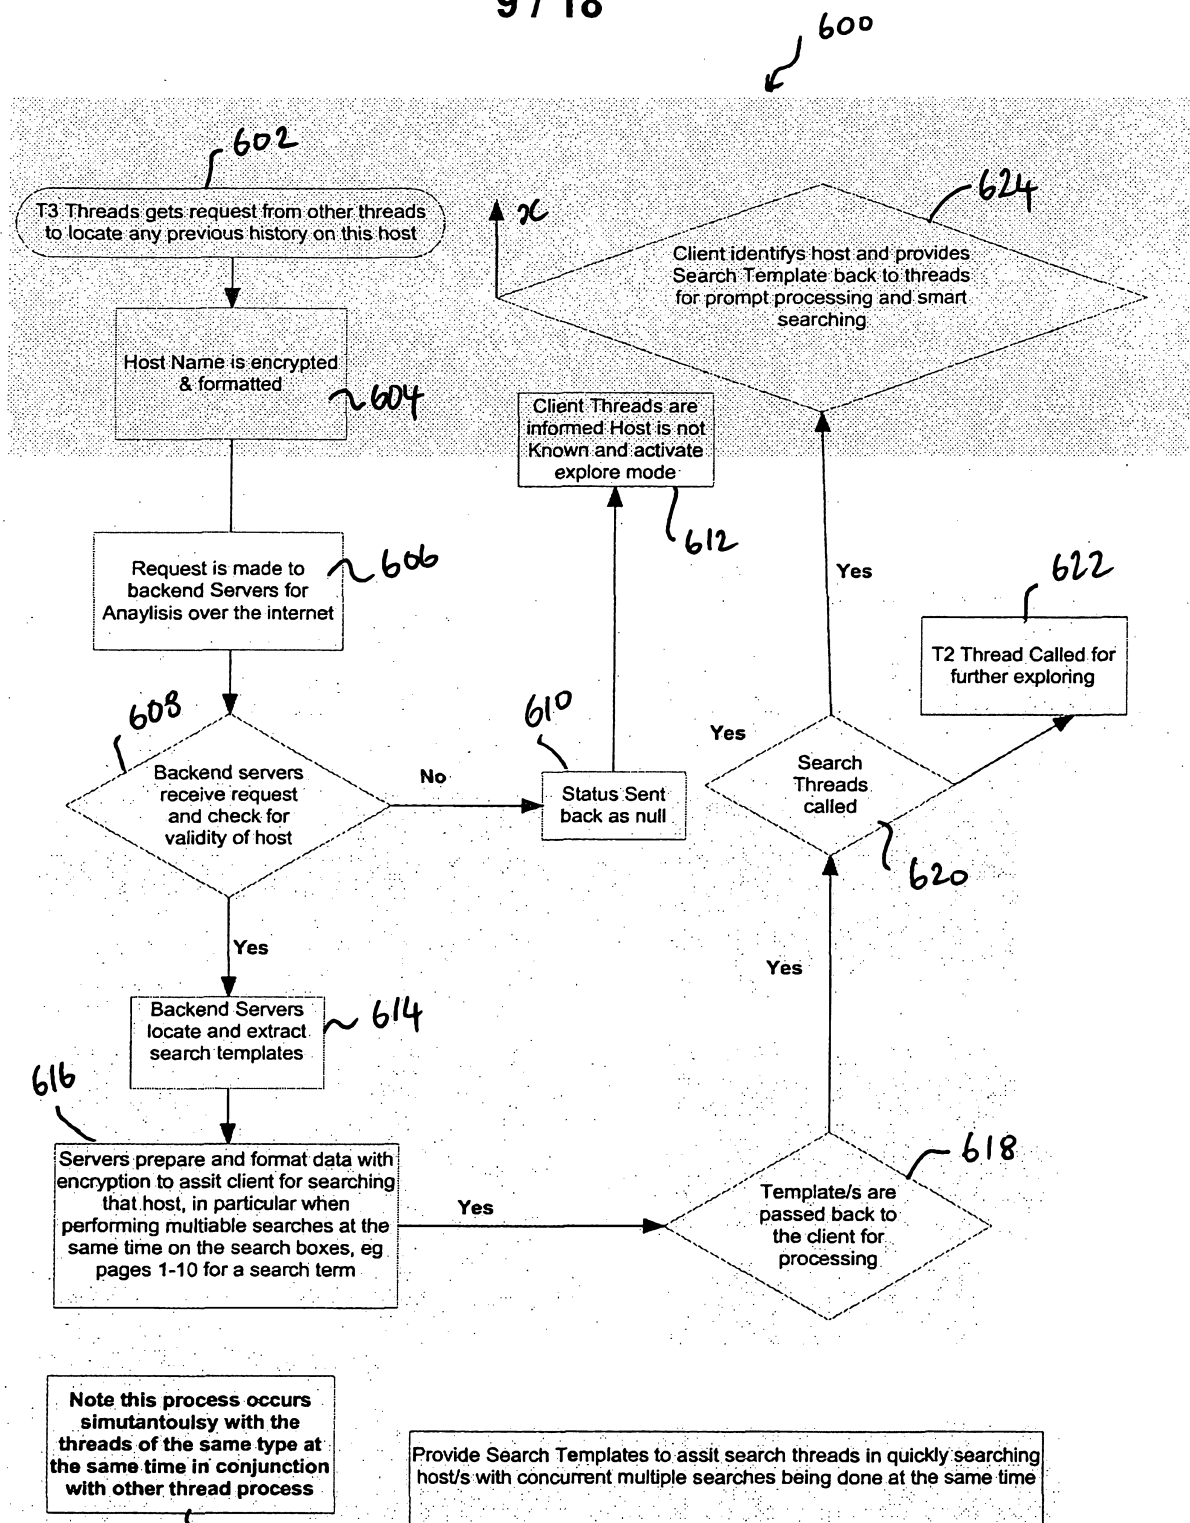 9 / 18
600
602
T3 Threads gets request from other threads
to locate any previous history on this host
x
624
Client identifys host and provides
Search Template back to threads
for prompt processing and smart
searching
Host Name is encrypted
& formatted
604
Client Threads are
informed Host is not
Known and activate
explore mode
612
Request is made to
backend Servers for
Anaylisis over the internet
606
Yes
622
T2 Thread Called for
further exploring
608
Backend servers
receive request
and check for
validity of host
No
610
Status Sent
back as null
Yes
Search
Threads
called
620
Yes
Yes
Backend Servers
locate and extract
search templates
614
616
Servers prepare and format data with
encryption to assit client for searching
that host, in particular when
performing multiable searches at the
same time on the search boxes, eg
pages 1-10 for a search term
Yes
618
Template/s are
passed back to
the client for
processing
Note this process occurs
simutantoulsy with the
threads of the same type at
the same time in conjunction
with other thread process
Provide Search Templates to assit search threads in quickly searching
host/s with concurrent multiple searches being done at the same time